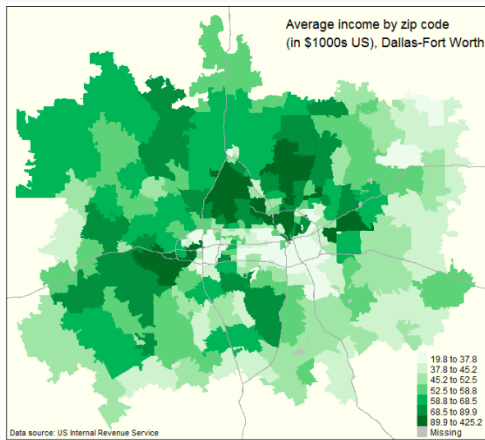 Average income by zip code
(in $1000s US), Dallas-Fort Worth
19.8 to 37.8
37.8 to 45.2
45.2 to 52.5
52.5 to 58.8
58.8 to 68.5
68.5 to 89.9
89.9 to 425.2
Missing
Data source: US Internal Revenue Service